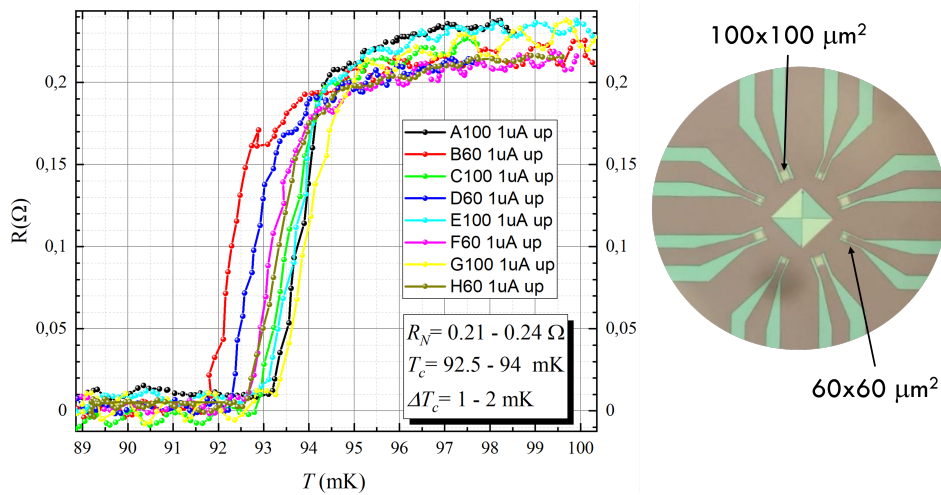 0,2
0,15
0,1
0,05
0
R(Ω)
0,2
0,15
0,1
0,05
0
A100 1uA up
B60 1uA up
C100 1uA up
D60 1uA up
E100 1uA up
F60 1uA up
G100 1uA up
H60 1uA up
R_N= 0.21 - 0.24 Ω
T_c= 92.5 - 94 mK
ΔT_c= 1 - 2 mK
89 90 91 92 93 94 95 96 97 98 99 100
T (mK)
100x100 μm²
60x60 μm²